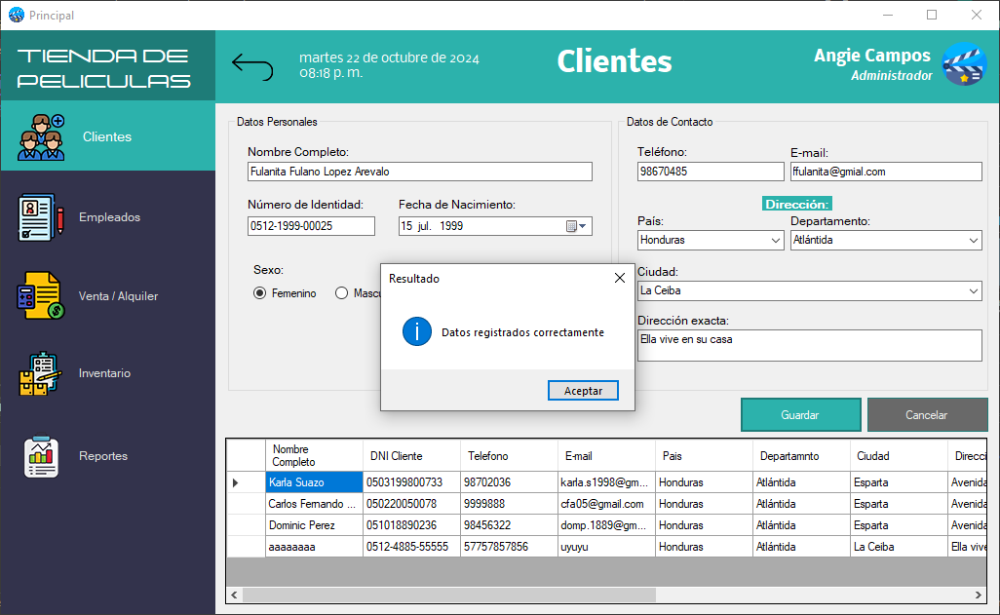 Principal
TIENDA DE
PELICULAS
martes 22 de octubre de 2024
08:18 p. m.
Clientes
Angie Campos
Administrador
Clientes
Empleados
Venta / Alquiler
Inventario
Reportes
Datos Personales
Nombre Completo:
Fulanita Fulano Lopez Arevalo
Número de Identidad:
Fecha de Nacimiento:
0512-1999-00025
15 jul. 1999
Sexo:
Femenino
Mascu
Datos de Contacto
Teléfono:
E-mail:
98670485
ffulanita@gmial.com
Dirección:
País:
Departamento:
Honduras
Atlántida
Ciudad:
La Ceiba
Dirección exacta:
Ella vive en su casa
Resultado
Datos registrados correctamente
Aceptar
Guardar
Cancelar
Nombre Completo DNI Cliente Telefono E-mail Pais Departamnto Ciudad Direcci
Karla Suazo 0503199800733 98702036 karla.s1998@gm... Honduras Atlántida Esparta Avenida
Carlos Fernando ... 050220050078 9999888 cfa05@gmail.com Honduras Atlántida Esparta Avenida
Dominic Perez 051018890236 98456322 domp.1889@gm... Honduras Atlántida Esparta Avenida
aaaaaaaa 0512-4885-55555 57757857856 uyuyu Honduras Atlántida La Ceiba Ella vive